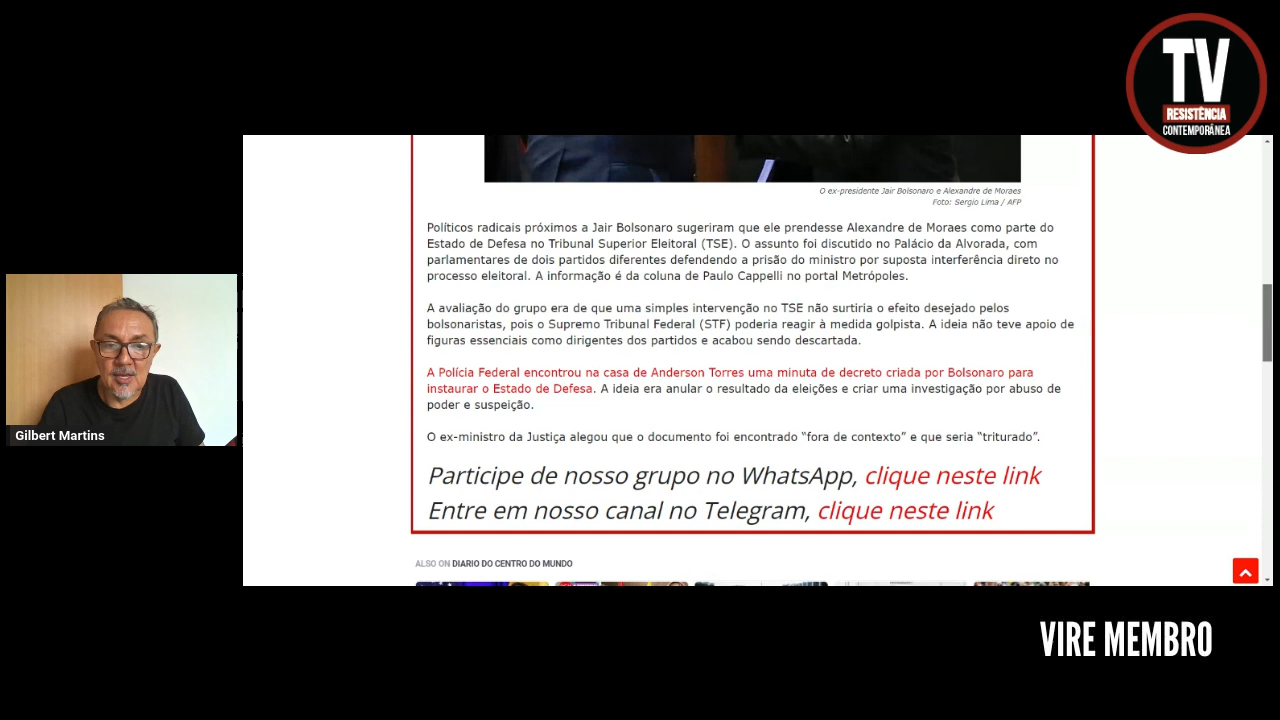 TV
RESISTÊNCIA
CONTEMPORÂNEA
O ex-presidente Jair Bolsonaro e Alexandre de Moraes
Foto: Sergio Lima / AFP
Políticos radicais próximos a Jair Bolsonaro sugeriram que ele prendesse Alexandre de Moraes como parte do
Estado de Defesa no Tribunal Superior Eleitoral (TSE). O assunto foi discutido no Palácio da Alvorada, com
parlamentares de dois partidos diferentes defendendo a prisão do ministro por suposta interferência direto no
processo eleitoral. A informação é da coluna de Paulo Cappelli no portal Metrópoles.
A avaliação do grupo era de que uma simples intervenção no TSE não surtiria o efeito desejado pelos
bolsonaristas, pois o Supremo Tribunal Federal (STF) poderia reagir à medida golpista. A ideia não teve apoio de
figuras essenciais como dirigentes dos partidos e acabou sendo descartada.
A Polícia Federal encontrou na casa de Anderson Torres uma minuta de decreto criada por Bolsonaro para
instaurar o Estado de Defesa. A ideia era anular o resultado da eleições e criar uma investigação por abuso de
poder e suspeição.
O ex-ministro da Justiça alegou que o documento foi encontrado “fora de contexto” e que seria “triturado”.
Participe de nosso grupo no WhatsApp, clique neste link
Entre em nosso canal no Telegram, clique neste link
ALSO ON DIARIO DO CENTRO DO MUNDO
Gilbert Martins
VIRE MEMBRO